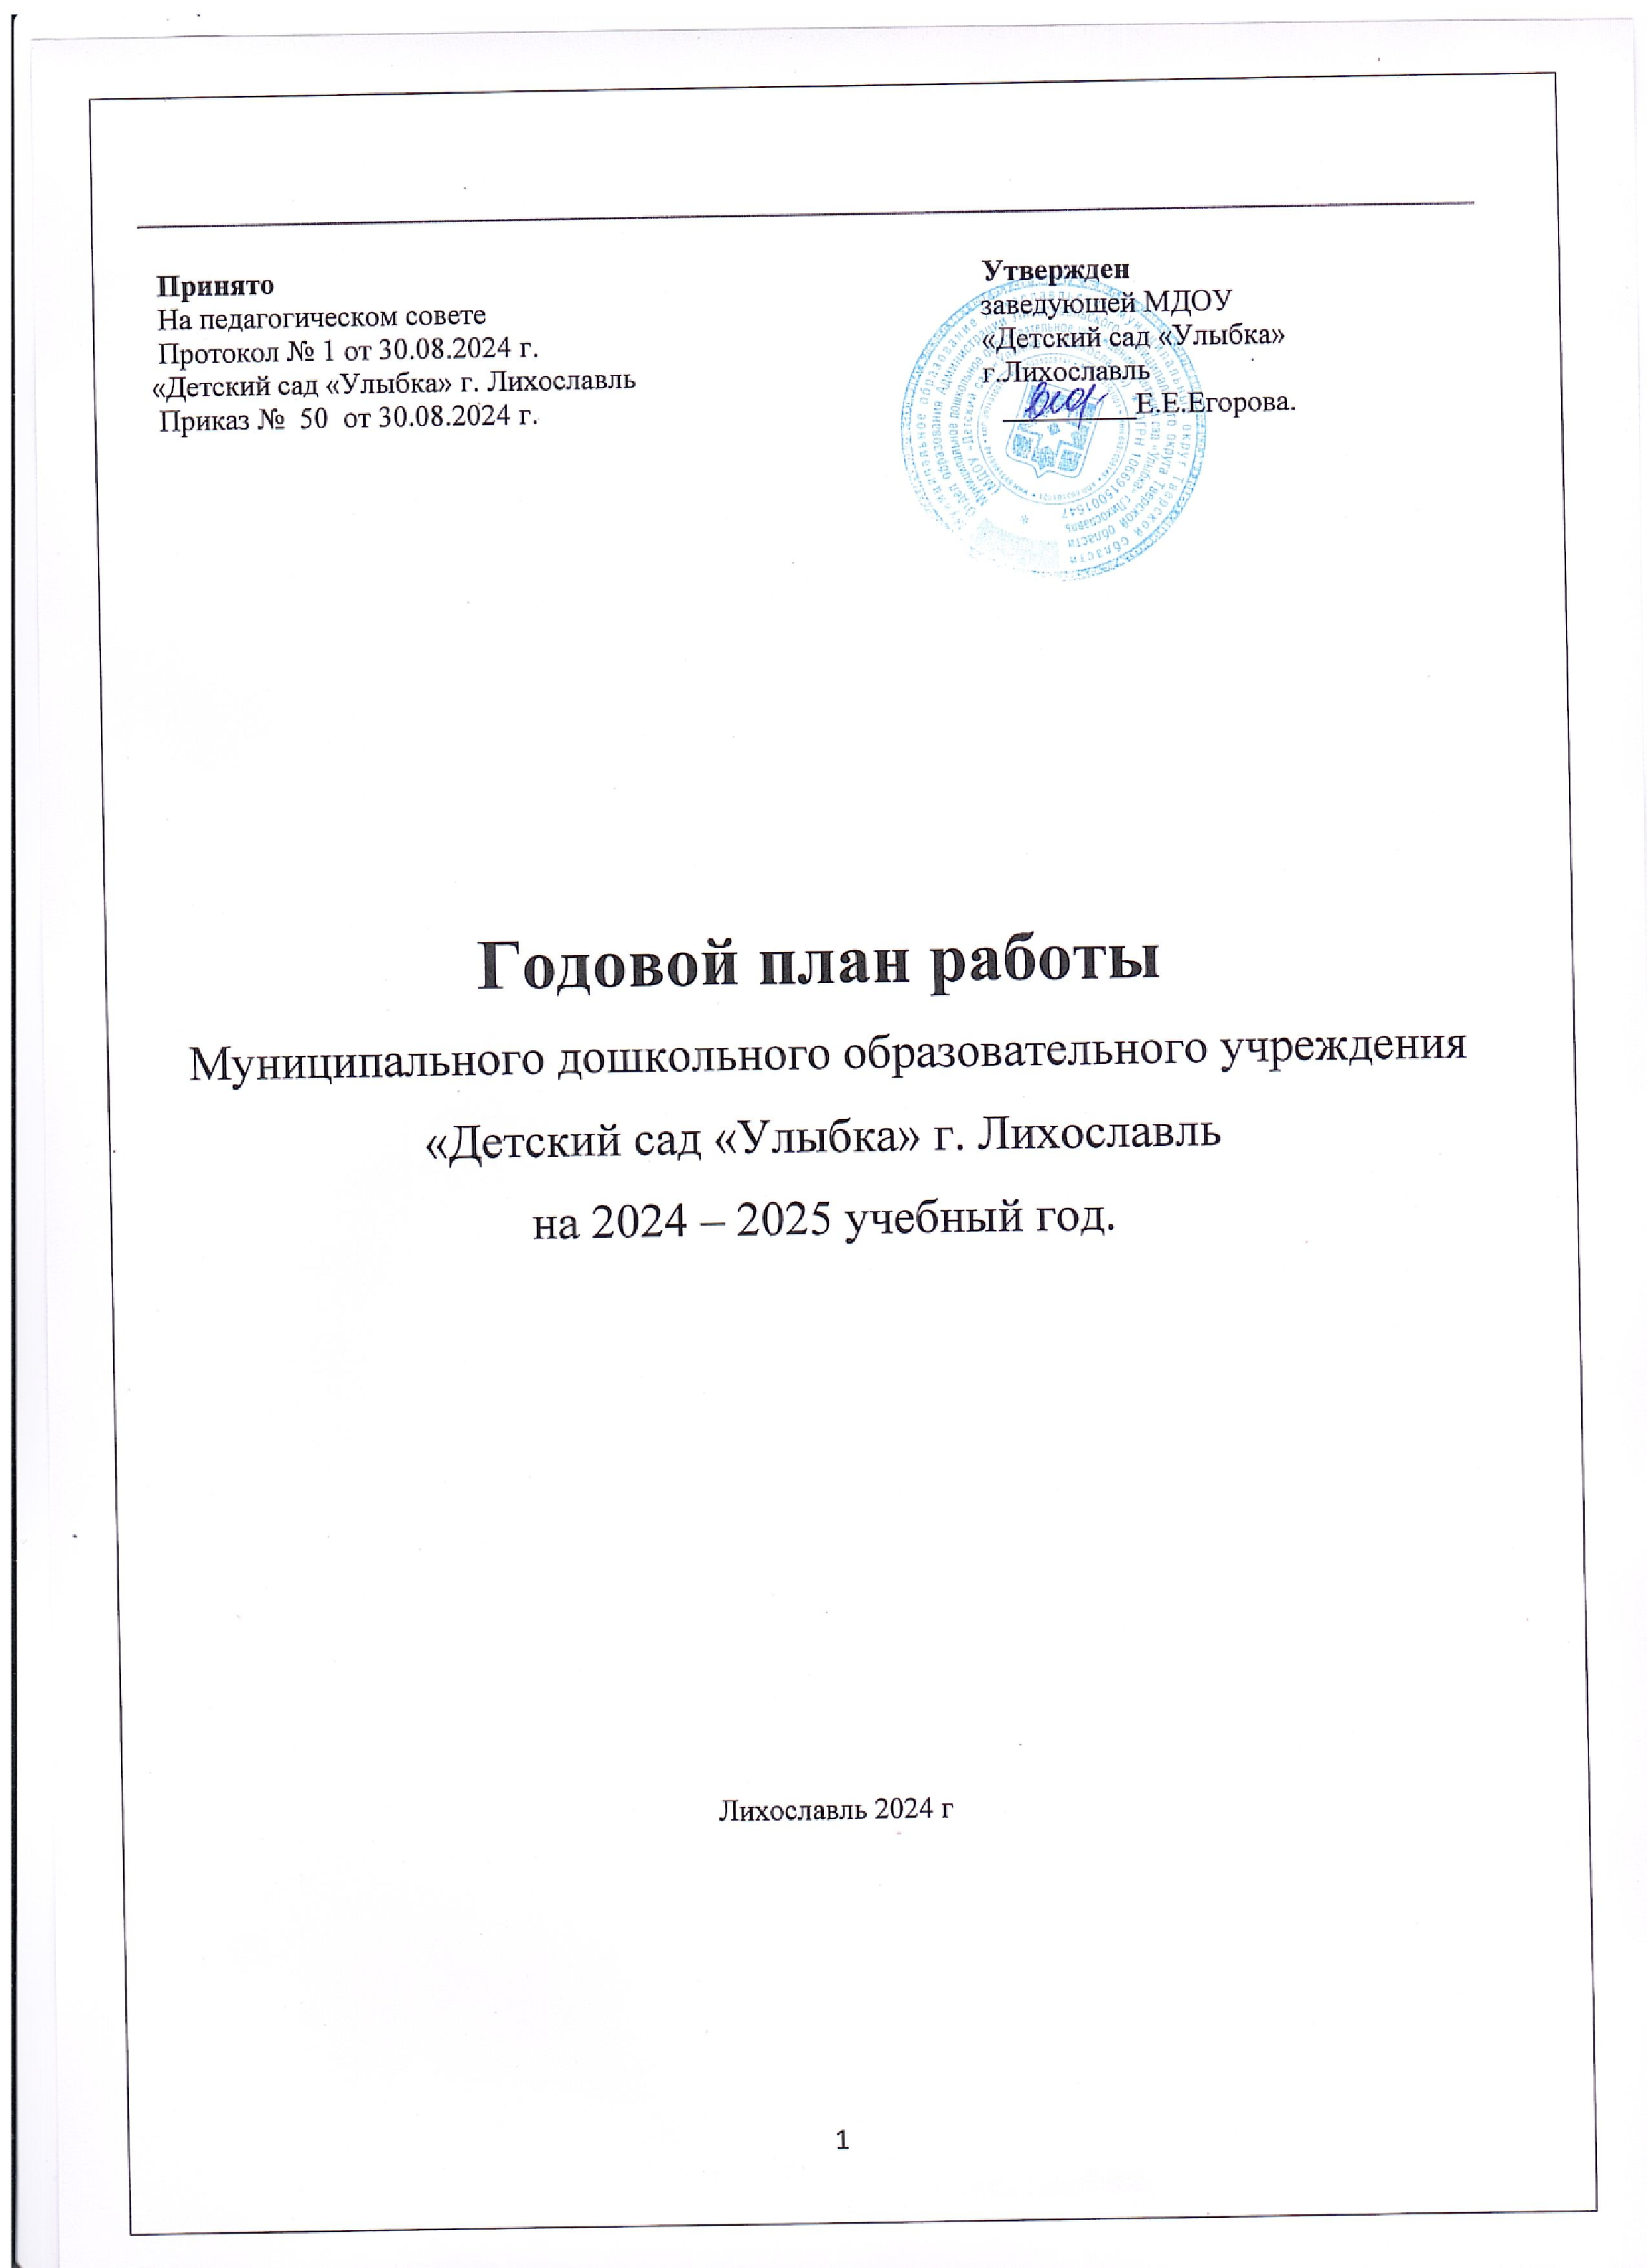 Принято
На педагогическом совете
Протокол № 1 от 30.08.2024 г.
«Детский сад «Улыбка» г. Лихославль
Приказ № 50 от 30.08.2024 г.
Утвержден
заведующей МДОУ
«Детский сад «Улыбка»
г.Лихославль
Е.Е.Егорова.
Годовой план работы
Муниципального дошкольного образовательного учреждения
«Детский сад «Улыбка» г. Лихославль
на 2024 – 2025 учебный год.
Лихославль 2024 г
1